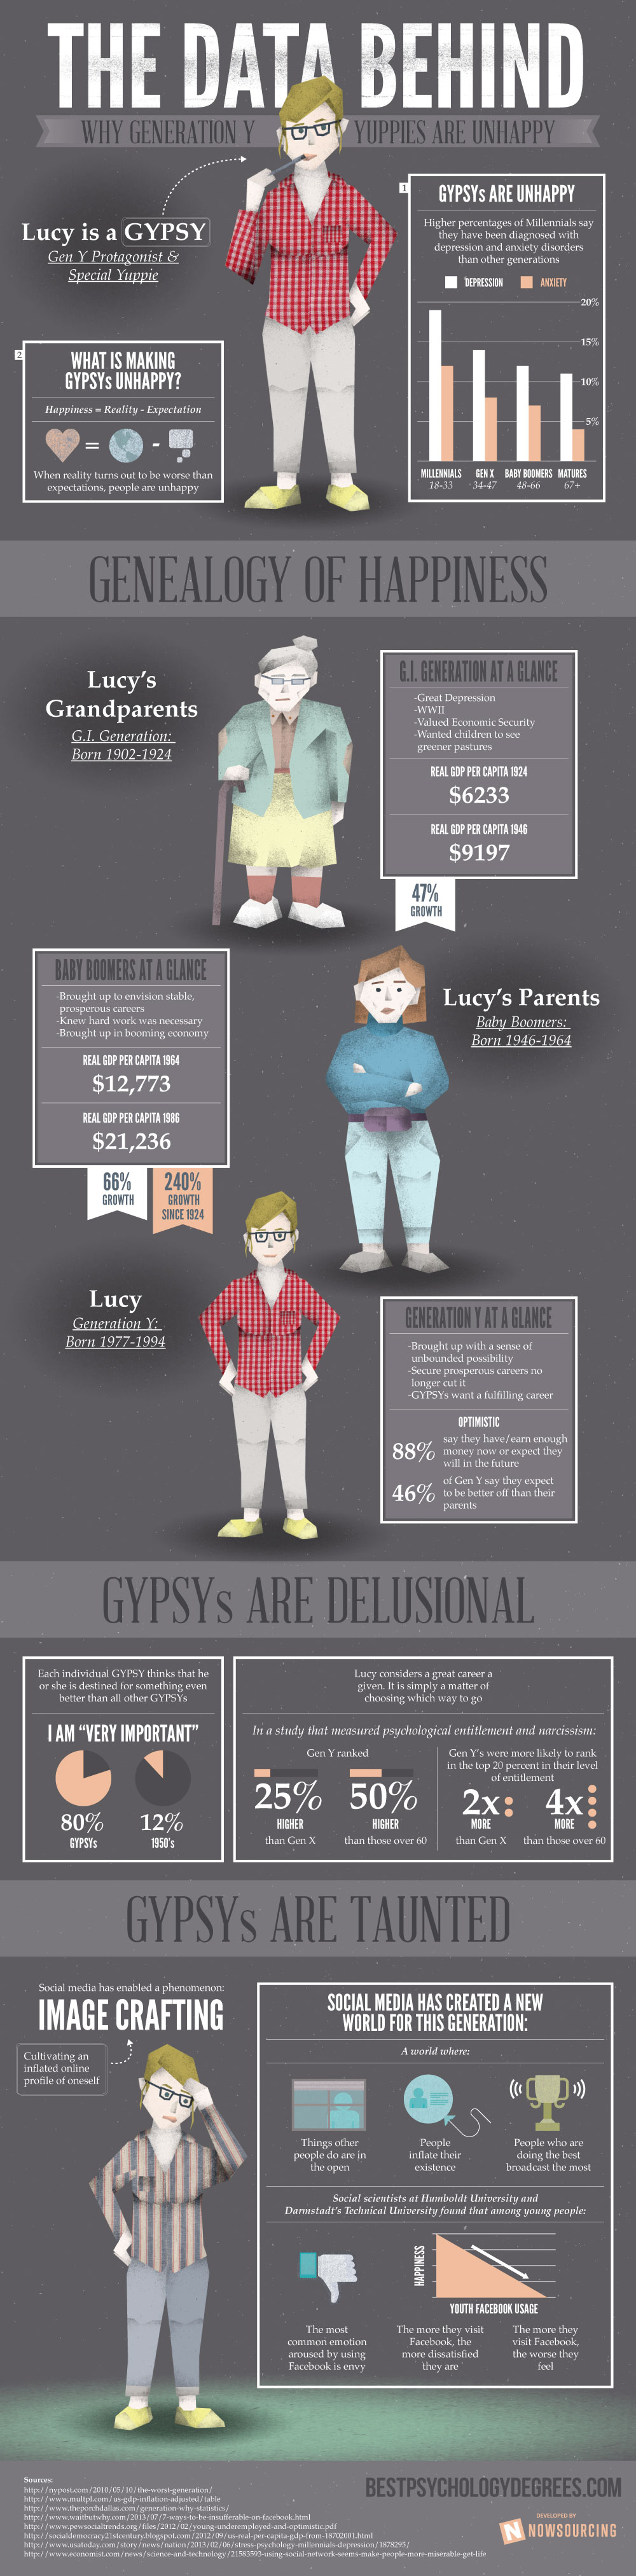 THE DATA BEHIND
WHY GENERATION Y YUPPIES ARE UNHAPPY
Lucy is a GYPSY
Gen Y Protagonist &
Special Yuppie
1
GYPSYs ARE UNHAPPY
Higher percentages of Millennials say
they have been diagnosed with
depression and anxiety disorders
than other generations
DEPRESSION ANXIETY
20%
15%
10%
5%
MILLENNIALS GEN X BABY BOOMERS MATURES
18-33 34-47 48-66 67+
2
WHAT IS MAKING
GYPSYs UNHAPPY?
Happiness = Reality - Expectation
= -
When reality turns out to be worse than
expectations, people are unhappy
GENEALOGY OF HAPPINESS
Lucy's
Grandparents
G.I. Generation:
Born 1902-1924
G.I. GENERATION AT A GLANCE
-Great Depression
-WWII
-Valued Economic Security
-Wanted children to see
greener pastures
REAL GDP PER CAPITA 1924
$6233
REAL GDP PER CAPITA 1946
$9197
47%
GROWTH
BABY BOOMERS AT A GLANCE
-Brought up to envision stable,
prosperous careers
-Knew hard work was necessary
-Brought up in booming economy
REAL GDP PER CAPITA 1964
$12,773
REAL GDP PER CAPITA 1986
$21,236
66%
GROWTH
240%
GROWTH
SINCE 1924
Lucy's Parents
Baby Boomers:
Born 1946-1964
Lucy
Generation Y:
Born 1977-1994
GENERATION Y AT A GLANCE
-Brought up with a sense of
unbounded possibility
-Secure prosperous careers no
longer cut it
-GYPSYs want a fulfilling career
OPTIMISTIC
88% say they have/earn enough
money now or expect they
will in the future
46% of Gen Y say they expect
to be better off than their
parents
GYPSYs ARE DELUSIONAL
Each individual GYPSY thinks that he
or she is destined for something even
better than all other GYPSYs
I AM "VERY IMPORTANT"
80% 12%
GYPSYs 1950's
Lucy considers a great career a
given. It is simply a matter of
choosing which way to go
In a study that measured psychological entitlement and narcissism:
Gen Y ranked
25% 50%
HIGHER HIGHER
than Gen X than those over 60
Gen Y's were more likely to rank
in the top 20 percent in their level
of entitlement
2x 4x
MORE MORE
than Gen X than those over 60
GYPSYs ARE TAUNTED
Social media has enabled a phenomenon:
IMAGE CRAFTING
Cultivating an
inflated online
profile of oneself
SOCIAL MEDIA HAS CREATED A NEW
WORLD FOR THIS GENERATION:
A world where:
Things other
people do are in
the open
People
inflate their
existence
People who are
doing the best
broadcast the most
Social scientists at Humboldt University and
Darmstadt's Technical University found that among young people:
HAPPINESS
YOUTH FACEBOOK USAGE
The most
common emotion
aroused by using
Facebook is envy
The more they visit
Facebook, the
more dissatisfied
they are
The more they
visit Facebook,
the worse they
feel
Sources:
http://nypost.com/2010/05/10/the-worst-generation/
http://www.multpl.com/us-gdp-inflation-adjusted/table
http://www.theporchdallas.com/generation-why-statistics/
http://www.waitbutwhy.com/2013/07/7-ways-to-be-insufferable-on-facebook.html
http://www.pewsocialtrends.org/files/2012/02/young-underemployed-and-optimistic.pdf
http://socialdemocracy21stcentury.blogspot.com/2012/09/us-real-per-capita-gdp-from-18702001.html
http://www.usatoday.com/story/news/nation/2013/02/06/stress-psychology-millennials-depression/1878295/
http://www.economist.com/news/science-and-technology/21583593-using-social-network-seems-make-people-more-miserable-get-life
BESTPSYCHOLOGYDEGREES.COM
DEVELOPED BY
N NOWSOURCING